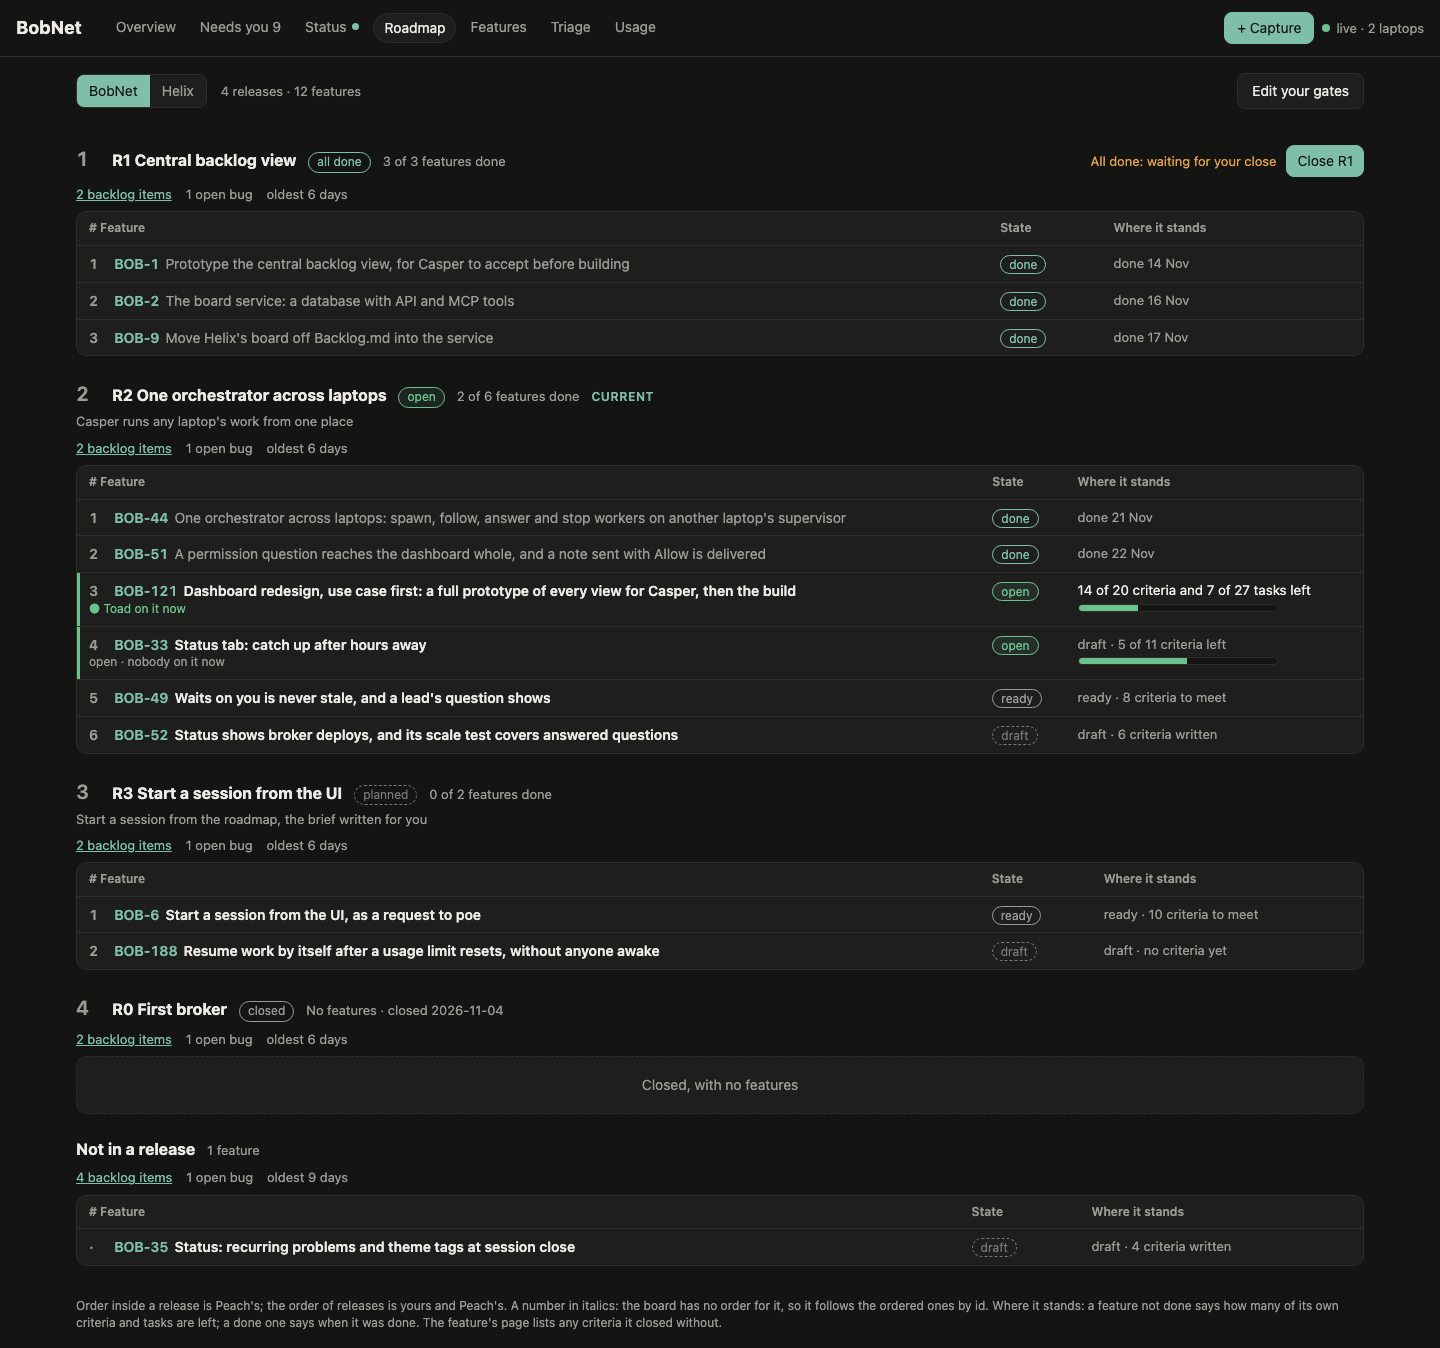 BobNet Overview Needs you 9 Status Roadmap Features Triage Usage + Capture live · 2 laptops
BobNet Helix 4 releases · 12 features Edit your gates
1 R1 Central backlog view all done 3 of 3 features done All done: waiting for your close Close R1
2 backlog items 1 open bug oldest 6 days
# Feature State Where it stands
1 BOB-1 Prototype the central backlog view, for Casper to accept before building done done 14 Nov
2 BOB-2 The board service: a database with API and MCP tools done done 16 Nov
3 BOB-9 Move Helix's board off Backlog.md into the service done done 17 Nov
2 R2 One orchestrator across laptops open 2 of 6 features done CURRENT
Casper runs any laptop's work from one place
2 backlog items 1 open bug oldest 6 days
# Feature State Where it stands
1 BOB-44 One orchestrator across laptops: spawn, follow, answer and stop workers on another laptop's supervisor done done 21 Nov
2 BOB-51 A permission question reaches the dashboard whole, and a note sent with Allow is delivered done done 22 Nov
3 BOB-121 Dashboard redesign, use case first: a full prototype of every view for Casper, then the build open 14 of 20 criteria and 7 of 27 tasks left
Toad on it now
4 BOB-33 Status tab: catch up after hours away open draft · 5 of 11 criteria left
open · nobody on it now
5 BOB-49 Waits on you is never stale, and a lead's question shows ready ready · 8 criteria to meet
6 BOB-52 Status shows broker deploys, and its scale test covers answered questions draft draft · 6 criteria written
3 R3 Start a session from the UI planned 0 of 2 features done
Start a session from the roadmap, the brief written for you
2 backlog items 1 open bug oldest 6 days
# Feature State Where it stands
1 BOB-6 Start a session from the UI, as a request to poe ready ready · 10 criteria to meet
2 BOB-188 Resume work by itself after a usage limit resets, without anyone awake draft draft · no criteria yet
4 R0 First broker closed No features · closed 2026-11-04
2 backlog items 1 open bug oldest 6 days
Closed, with no features
Not in a release 1 feature
4 backlog items 1 open bug oldest 9 days
# Feature State Where it stands
· BOB-35 Status: recurring problems and theme tags at session close draft draft · 4 criteria written
Order inside a release is Peach's; the order of releases is yours and Peach's. A number in italics: the board has no order for it, so it follows the ordered ones by id. Where it stands: a feature not done says how many of its own
criteria and tasks are left; a done one says when it was done. The feature's page lists any criteria it closed without.